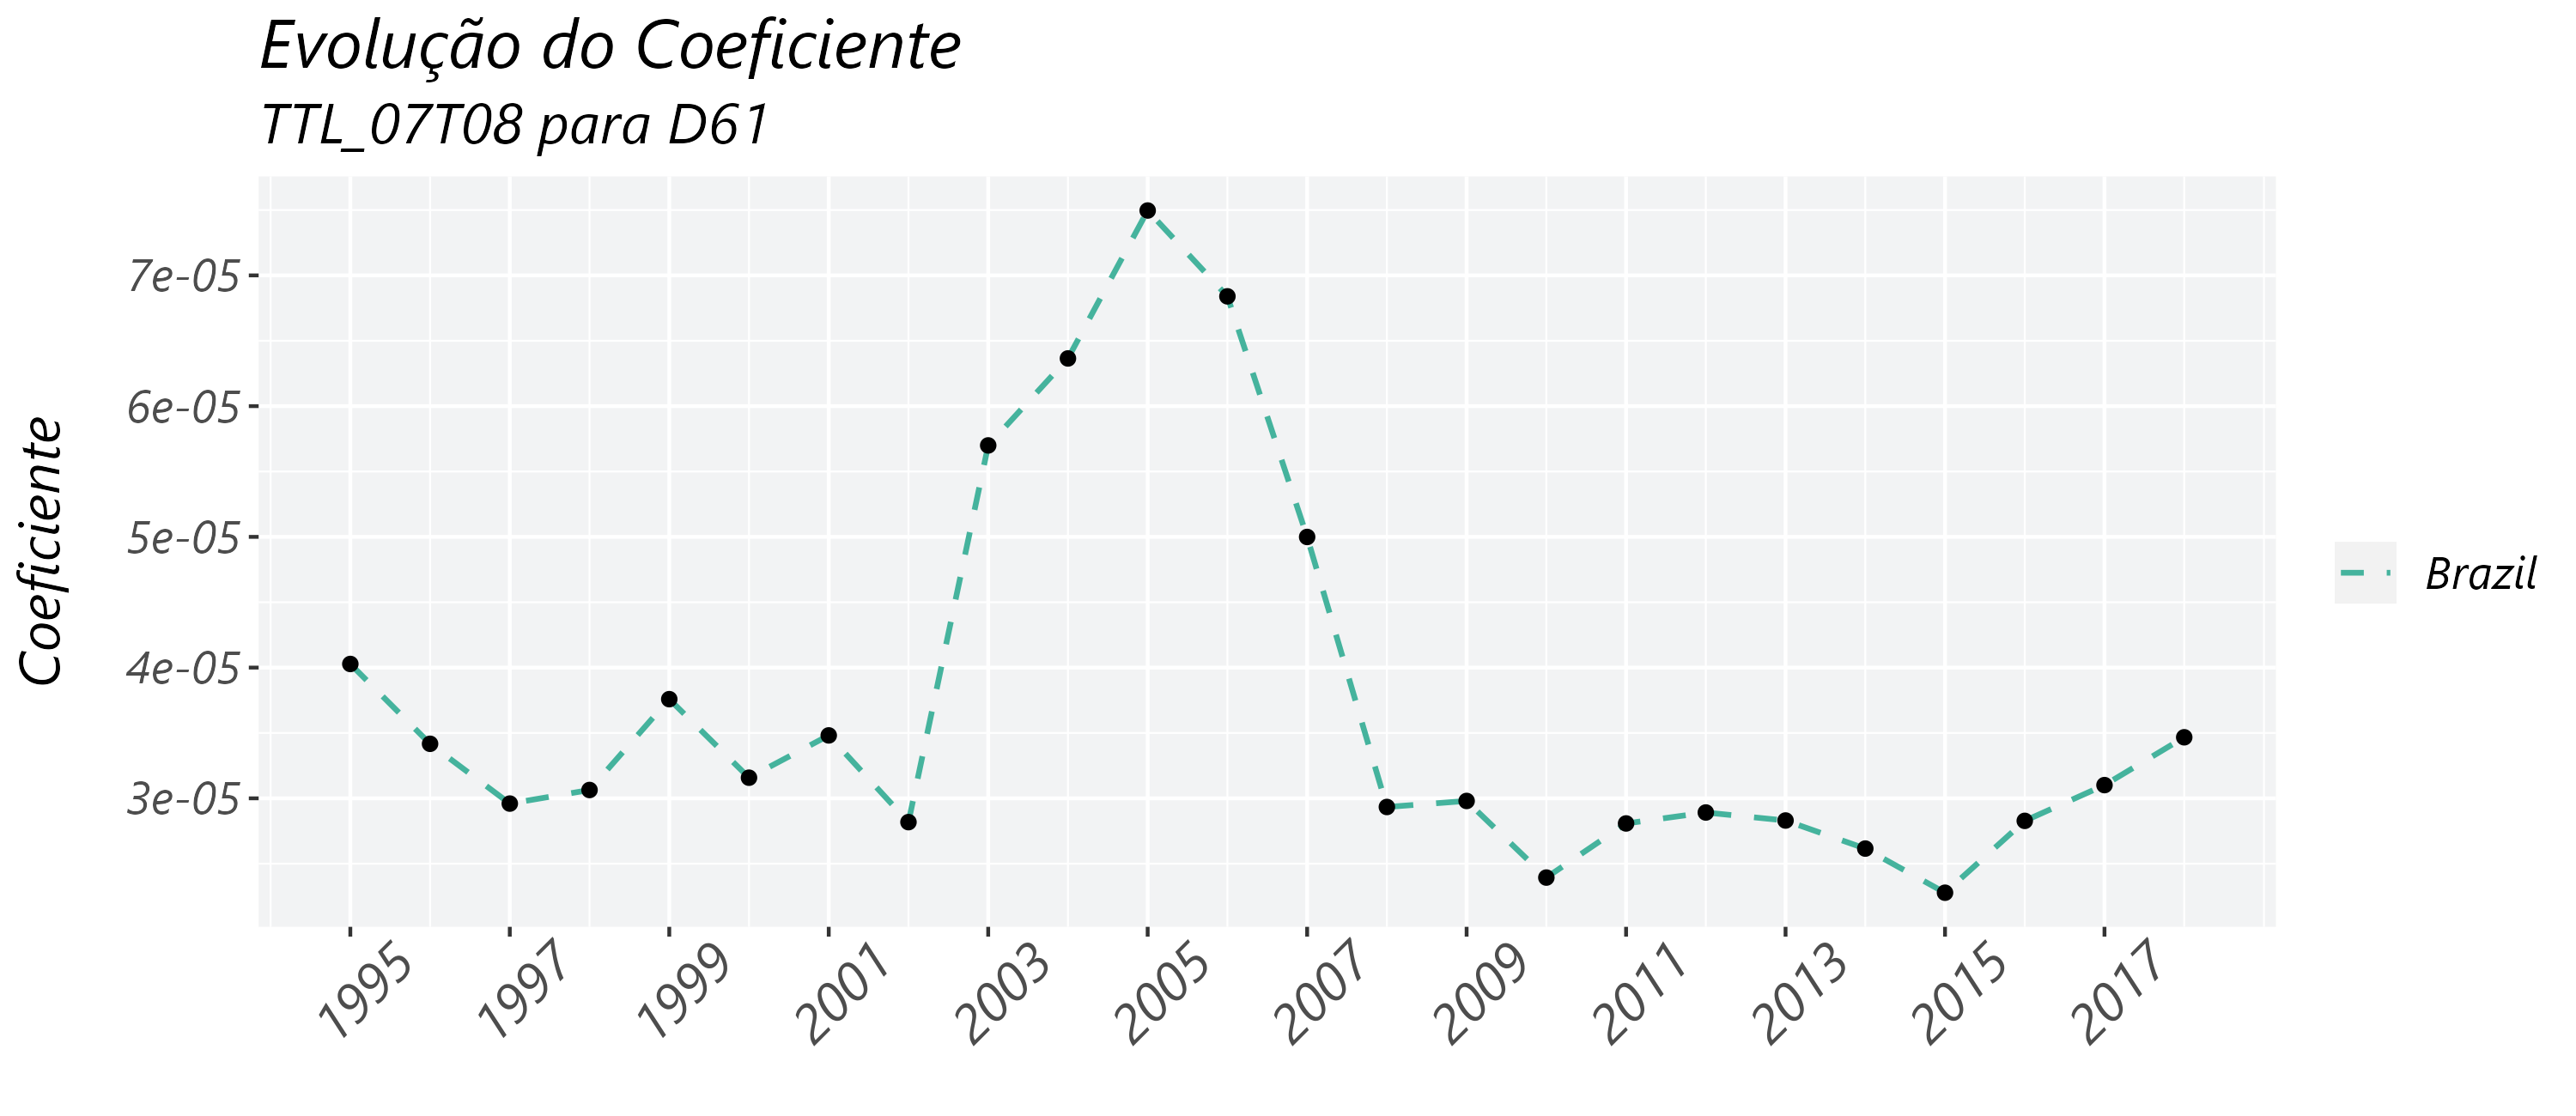 Evolução do Coeficiente
TTL_07T08 para D61
Coeficiente
7e-05
6e-05
5e-05
4e-05
3e-05
1995
1997
1999
2001
2003
2005
2007
2009
2011
2013
2015
2017
Brazil